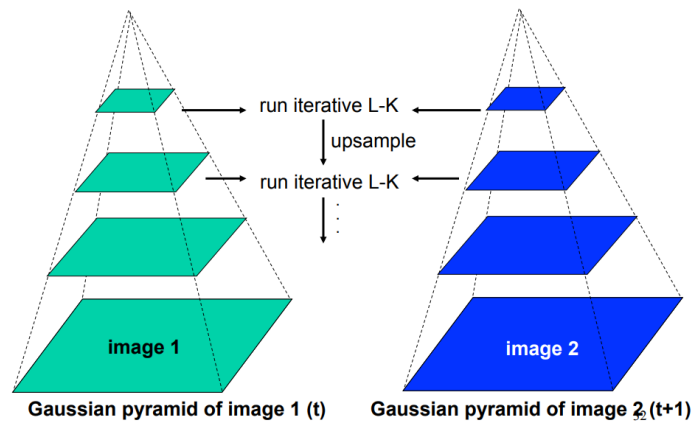 run iterative L-K
upsample
run iterative L-K
image 1
image 2
Gaussian pyramid of image 1 (t)
Gaussian pyramid of image 2 (t+1)
32